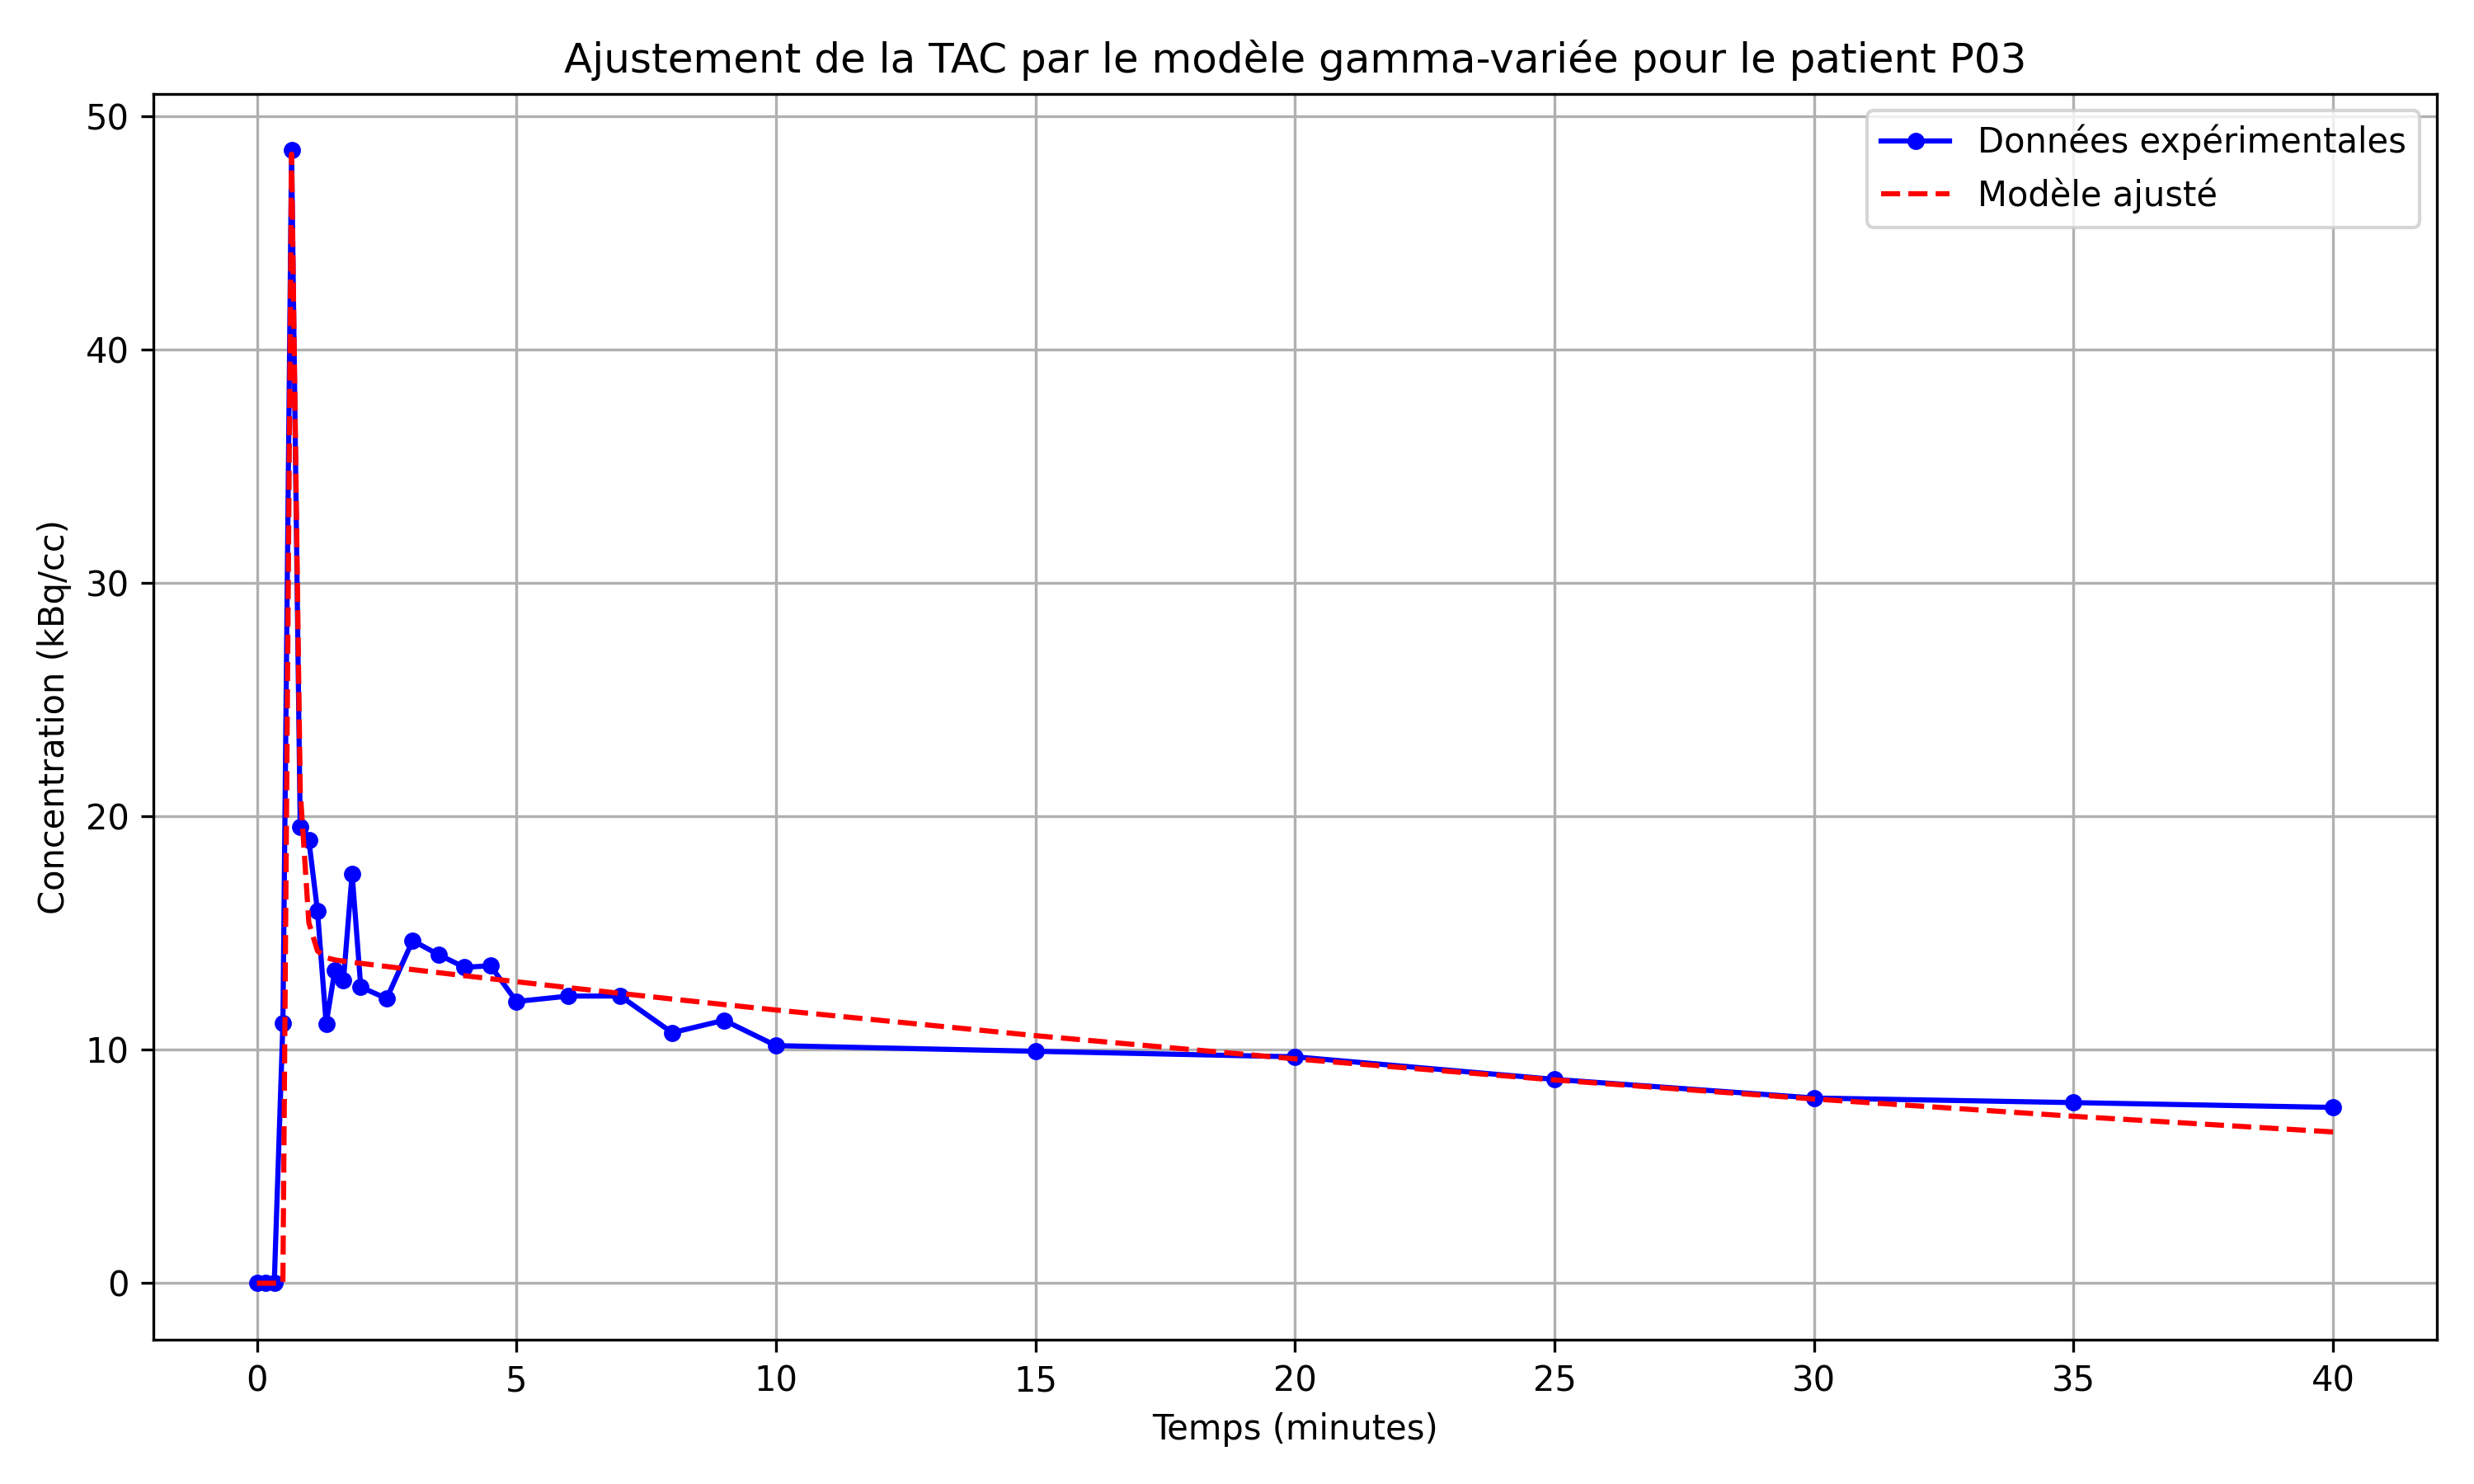 Ajustement de la TAC par le modèle gamma-variée pour le patient P03
Données expérimentales
Modèle ajusté
Concentration (kBq/cc)
50
40
30
20
10
0
0 5 10 15 20 25 30 35 40
Temps (minutes)